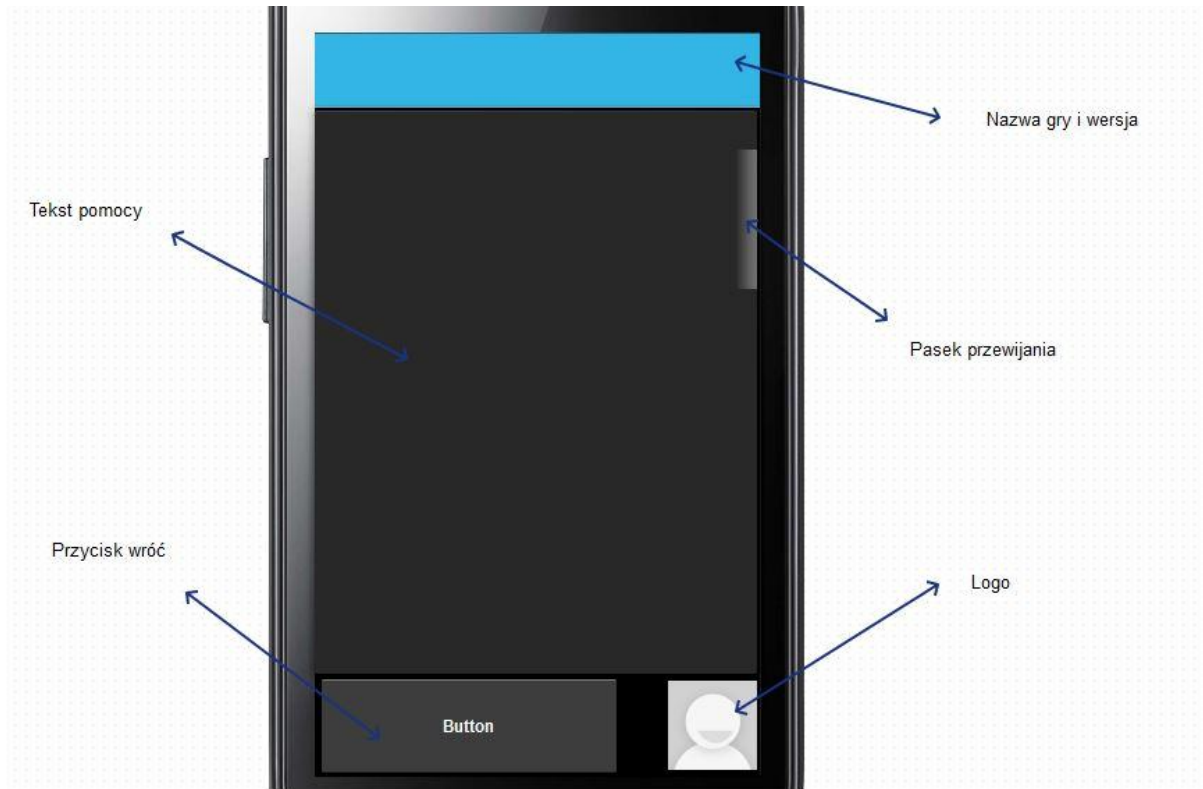 Nazwa gry i wersja
Tekst pomocy
Pasek przewijania
Przycisk wróć
Logo
Button